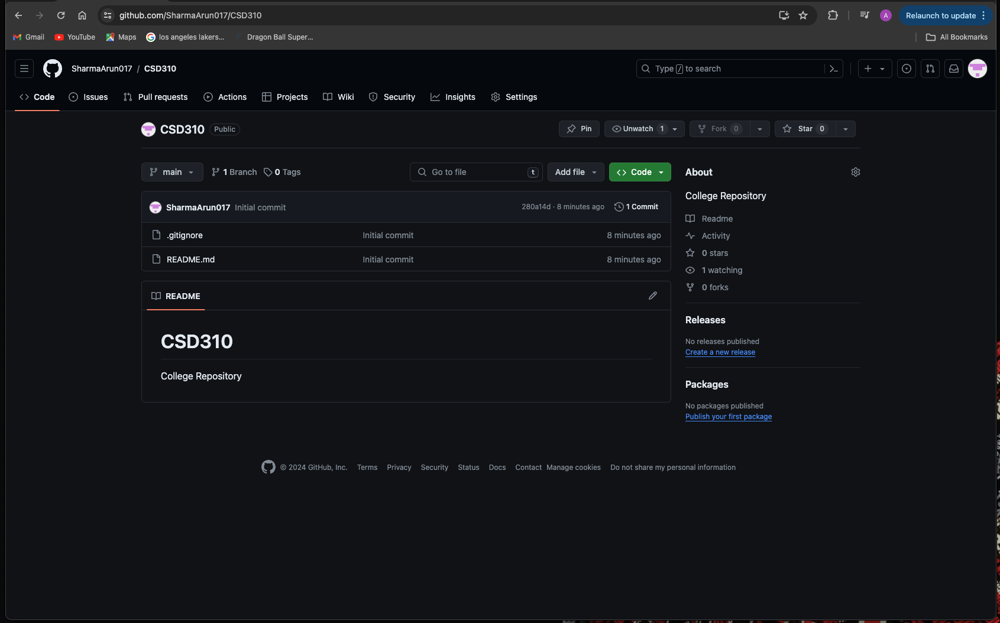 github.com/SharmaArun017/CSD310
A
Relaunch to update
Gmail
YouTube
Maps
los angeles lakers...
Dragon Ball Super...
All Bookmarks
SharmaArun017 / CSD310
Type / to search
Code
Issues
Pull requests
Actions
Projects
Wiki
Security
Insights
Settings
CSD310
Public
Pin
Unwatch 1
Fork 0
Star 0
main
1 Branch
0 Tags
Go to file
t
Add file
Code
SharmaArun017 Initial commit
280a14d · 8 minutes ago
1 Commit
.gitignore Initial commit 8 minutes ago
README.md Initial commit 8 minutes ago
README
CSD310
College Repository
About
College Repository
Readme
Activity
0 stars
1 watching
0 forks
Releases
No releases published
Create a new release
Packages
No packages published
Publish your first package
© 2024 GitHub, Inc. Terms Privacy Security Status Docs Contact Manage cookies Do not share my personal information